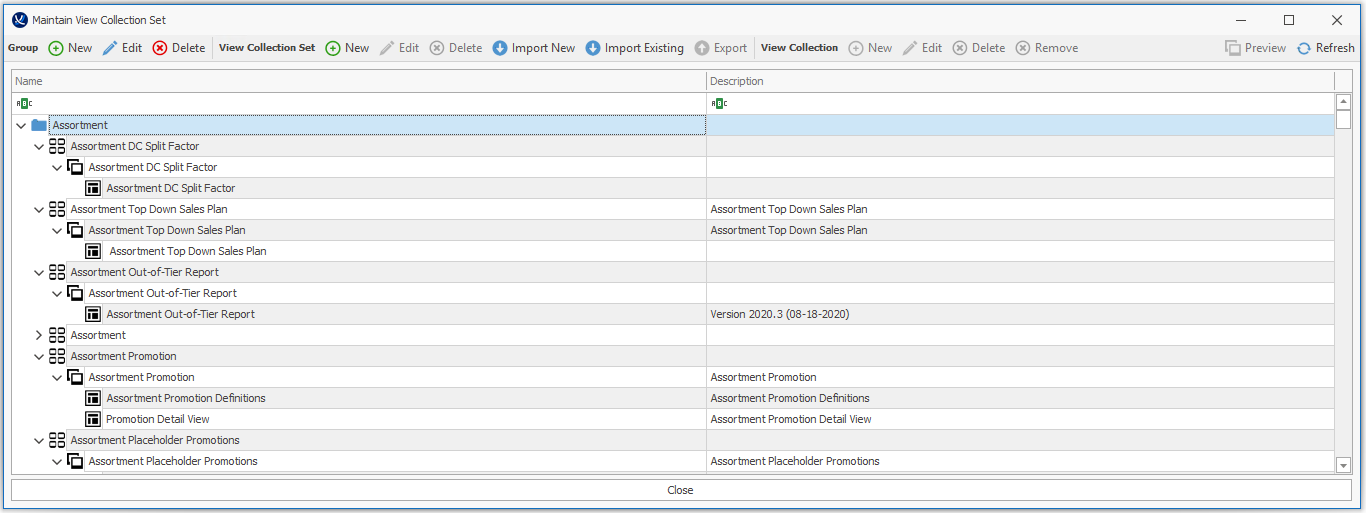 Maintain View Collection Set
Group New Edit Delete View Collection Set New Edit Delete Import New Import Existing Export View Collection New Edit Delete Remove Preview Refresh
Name Description
ABC ABC
Assortment
Assortment DC Split Factor
Assortment DC Split Factor
Assortment DC Split Factor
Assortment Top Down Sales Plan Assortment Top Down Sales Plan
Assortment Top Down Sales Plan Assortment Top Down Sales Plan
Assortment Top Down Sales Plan
Assortment Out-of-Tier Report
Assortment Out-of-Tier Report
Assortment Out-of-Tier Report Version 2020.3 (08-18-2020)
Assortment
Assortment Promotion
Assortment Promotion Assortment Promotion
Assortment Promotion Definitions Assortment Promotion Definitions
Promotion Detail View Assortment Promotion Detail View
Assortment Placeholder Promotions
Assortment Placeholder Promotions Assortment Placeholder Promotions
Close